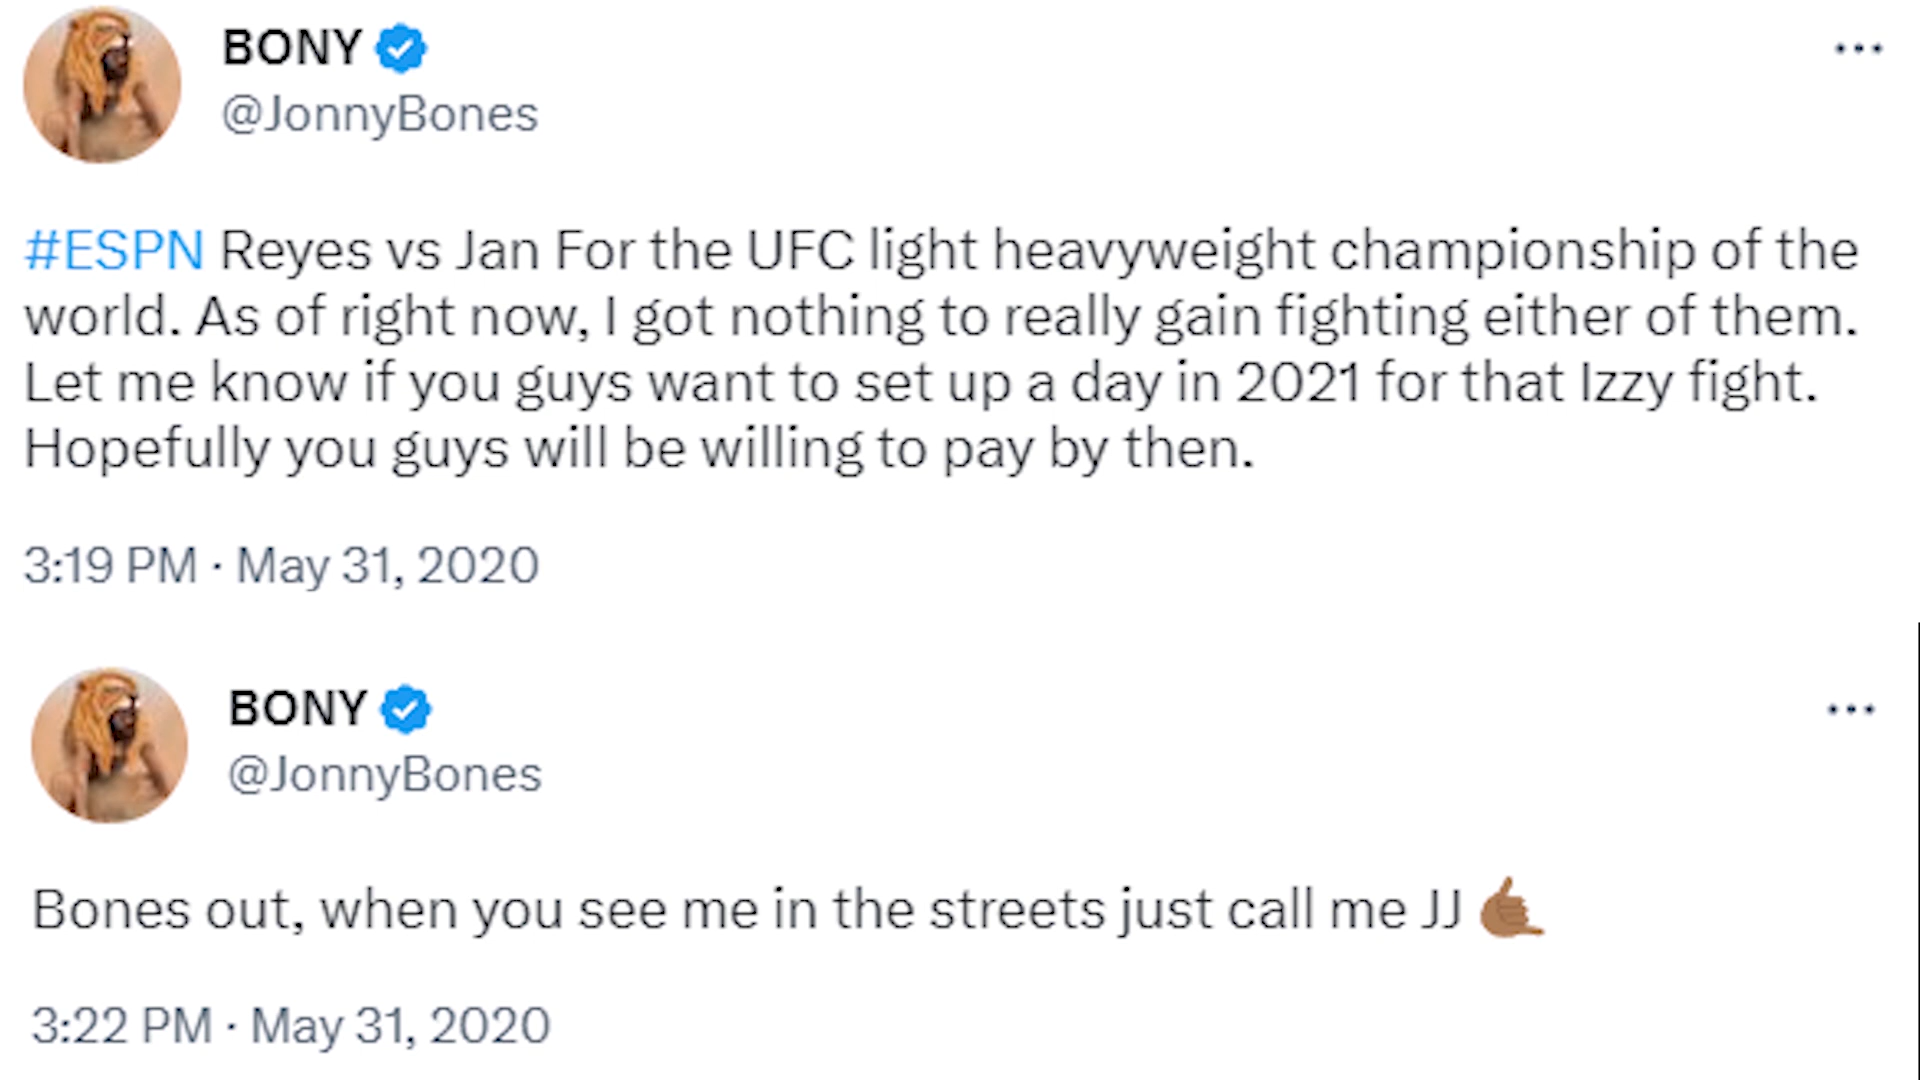 BONY
@JonnyBones
#ESPN Reyes vs Jan For the UFC light heavyweight championship of the
world. As of right now, I got nothing to really gain fighting either of them.
Let me know if you guys want to set up a day in 2021 for that Izzy fight.
Hopefully you guys will be willing to pay by then.
3:19 PM · May 31, 2020
BONY
@JonnyBones
Bones out, when you see me in the streets just call me JJ 🤙🏾
3:22 PM · May 31, 2020